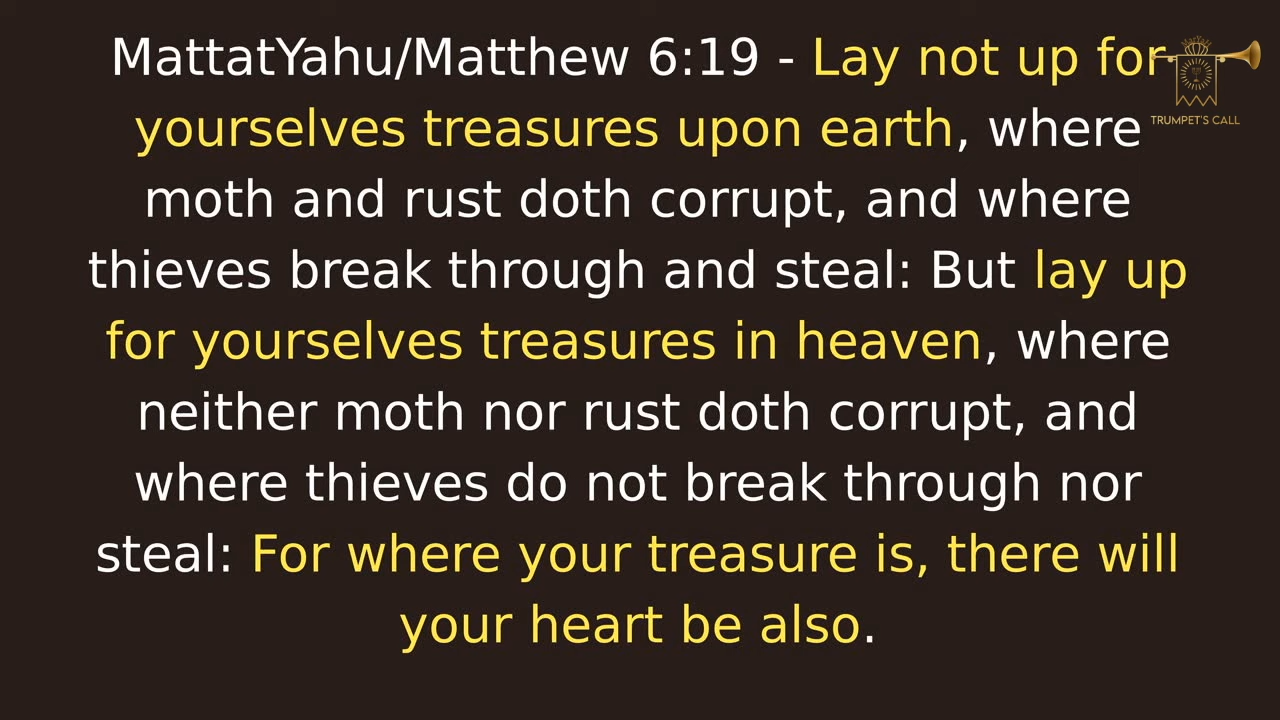 MattatYahu/Matthew 6:19 - Lay not up for
yourselves treasures upon earth, where
moth and rust doth corrupt, and where
thieves break through and steal: But lay up
for yourselves treasures in heaven, where
neither moth nor rust doth corrupt, and
where thieves do not break through nor
steal: For where your treasure is, there will
your heart be also.
TRUMPET'S CALL